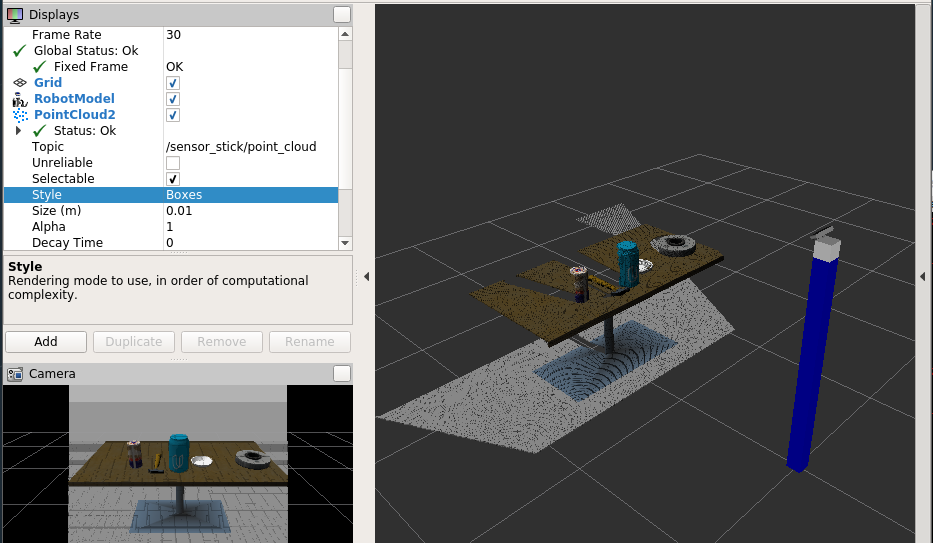 Displays
Frame Rate 30
Global Status: Ok
Fixed Frame OK
Grid
RobotModel
PointCloud2
Status: Ok
Topic /sensor_stick/point_cloud
Unreliable
Selectable
Style Boxes
Size (m) 0.01
Alpha 1
Decay Time 0
Style
Rendering mode to use, in order of computational
complexity.
Add Duplicate Remove Rename
Camera